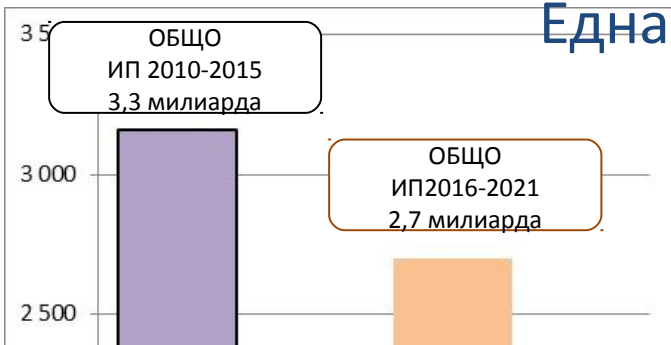 Една
ОБЩО
ИП 2010-2015
3,3 милиарда
3 000
ОБЩО
ИП2016-2021
2,7 милиарда
2 500